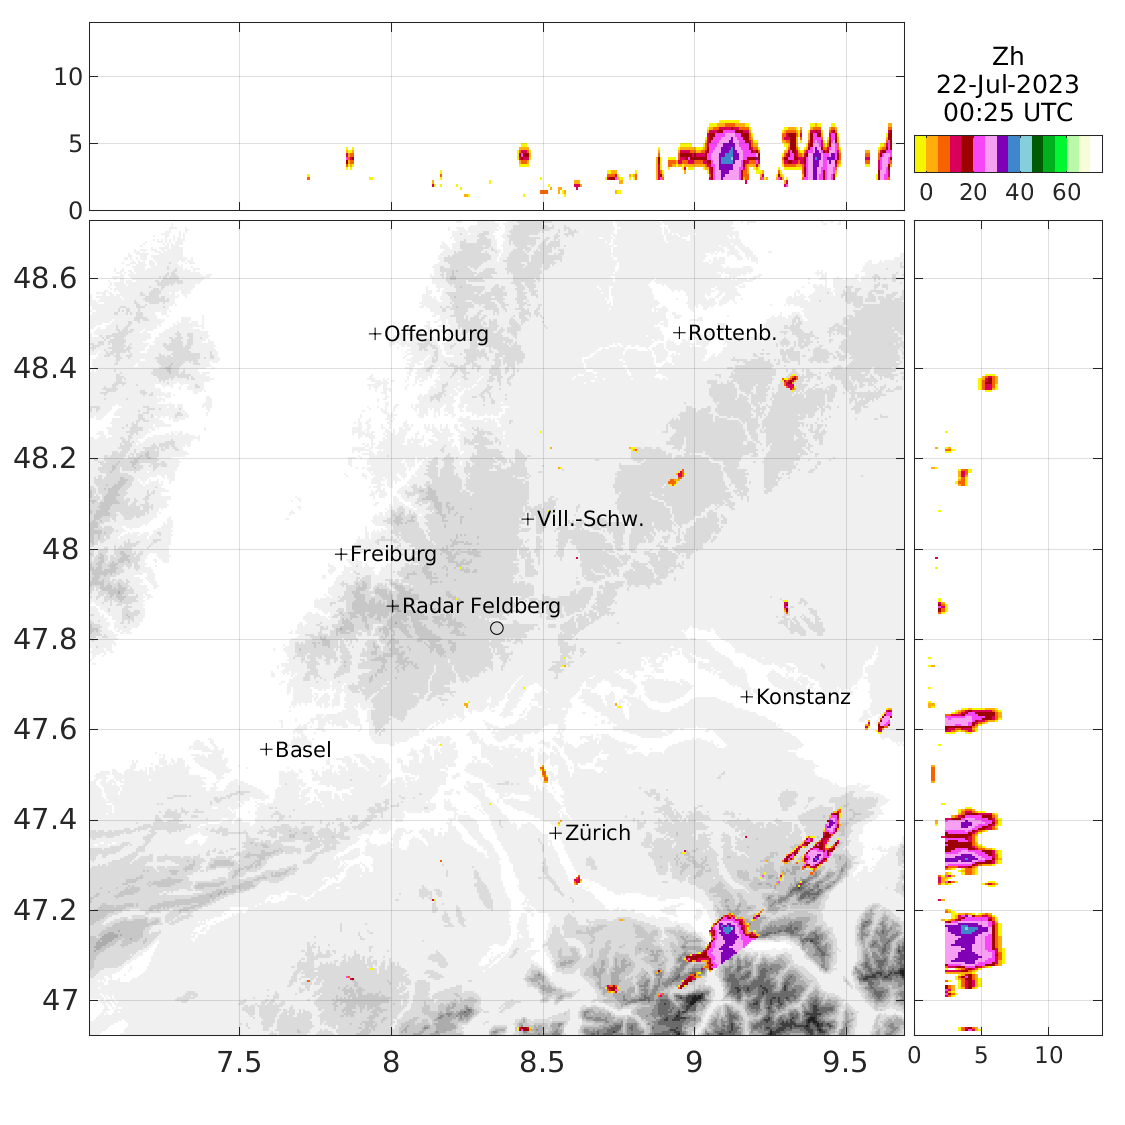 10
5
0
Zh
22-Jul-2023
00:25 UTC
0 20 40 60
48.6
48.4
48.2
48
47.8
47.6
47.4
47.2
47
+Offenburg
+Rottenb.
+Vill.-Schw.
+Freiburg
+Radar Feldberg
+Konstanz
+Basel
+Zürich
7.5 8 8.5 9 9.5
0 5 10